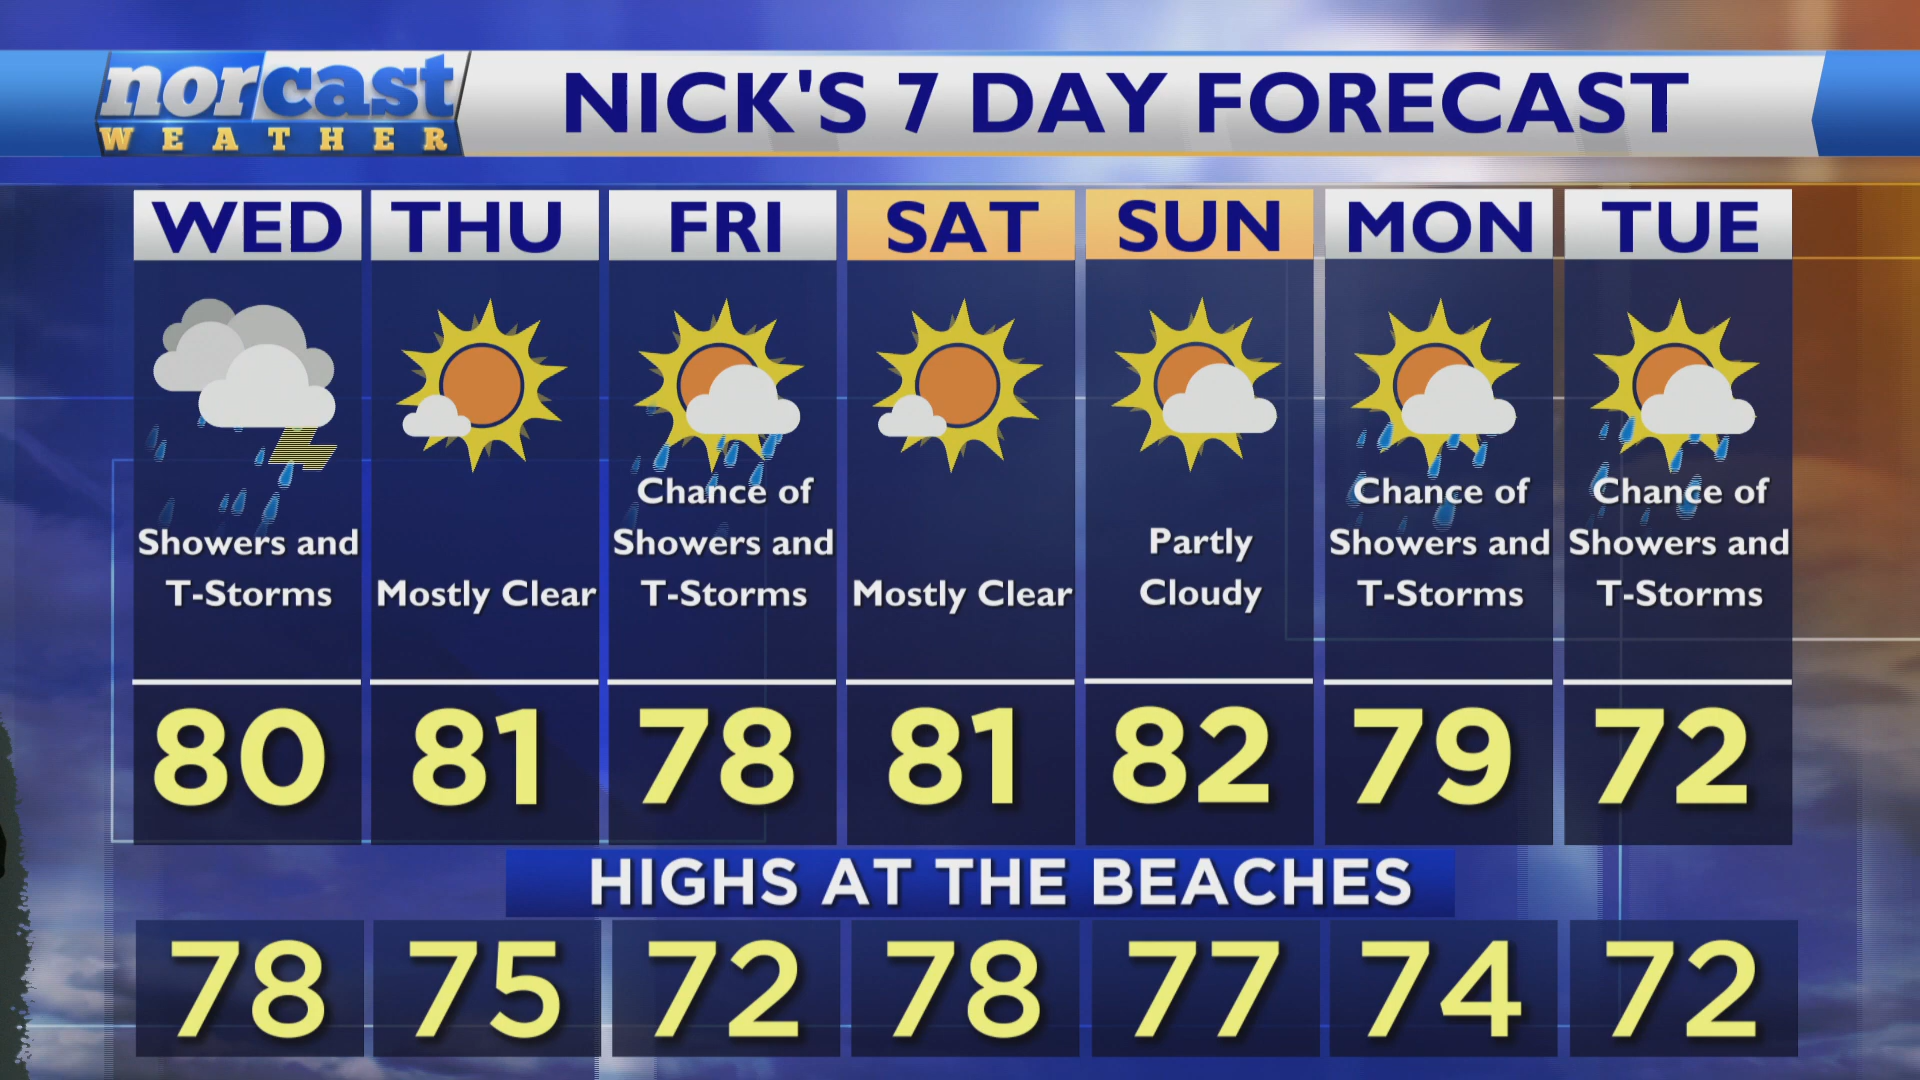 norcast
WEATHER
NICK'S 7 DAY FORECAST
WED THU FRI SAT SUN MON TUE
Showers and
T-Storms
Mostly Clear
Chance of
Showers and
T-Storms
Mostly Clear
Partly
Cloudy
Chance of
Showers and
T-Storms
Chance of
Showers and
T-Storms
80 81 78 81 82 79 72
HIGHS AT THE BEACHES
78 75 72 78 77 74 72